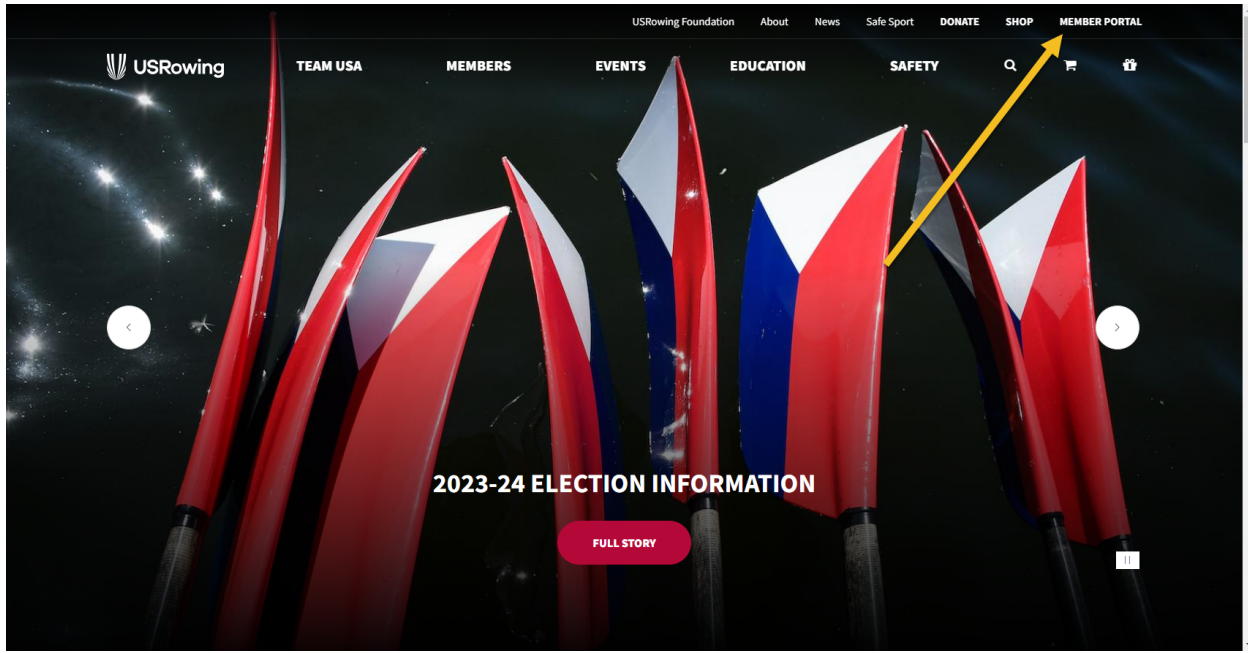 USRowing Foundation About News Safe Sport DONATE SHOP MEMBER PORTAL
USRowing TEAM USA MEMBERS EVENTS EDUCATION SAFETY
2023-24 ELECTION INFORMATION
FULL STORY